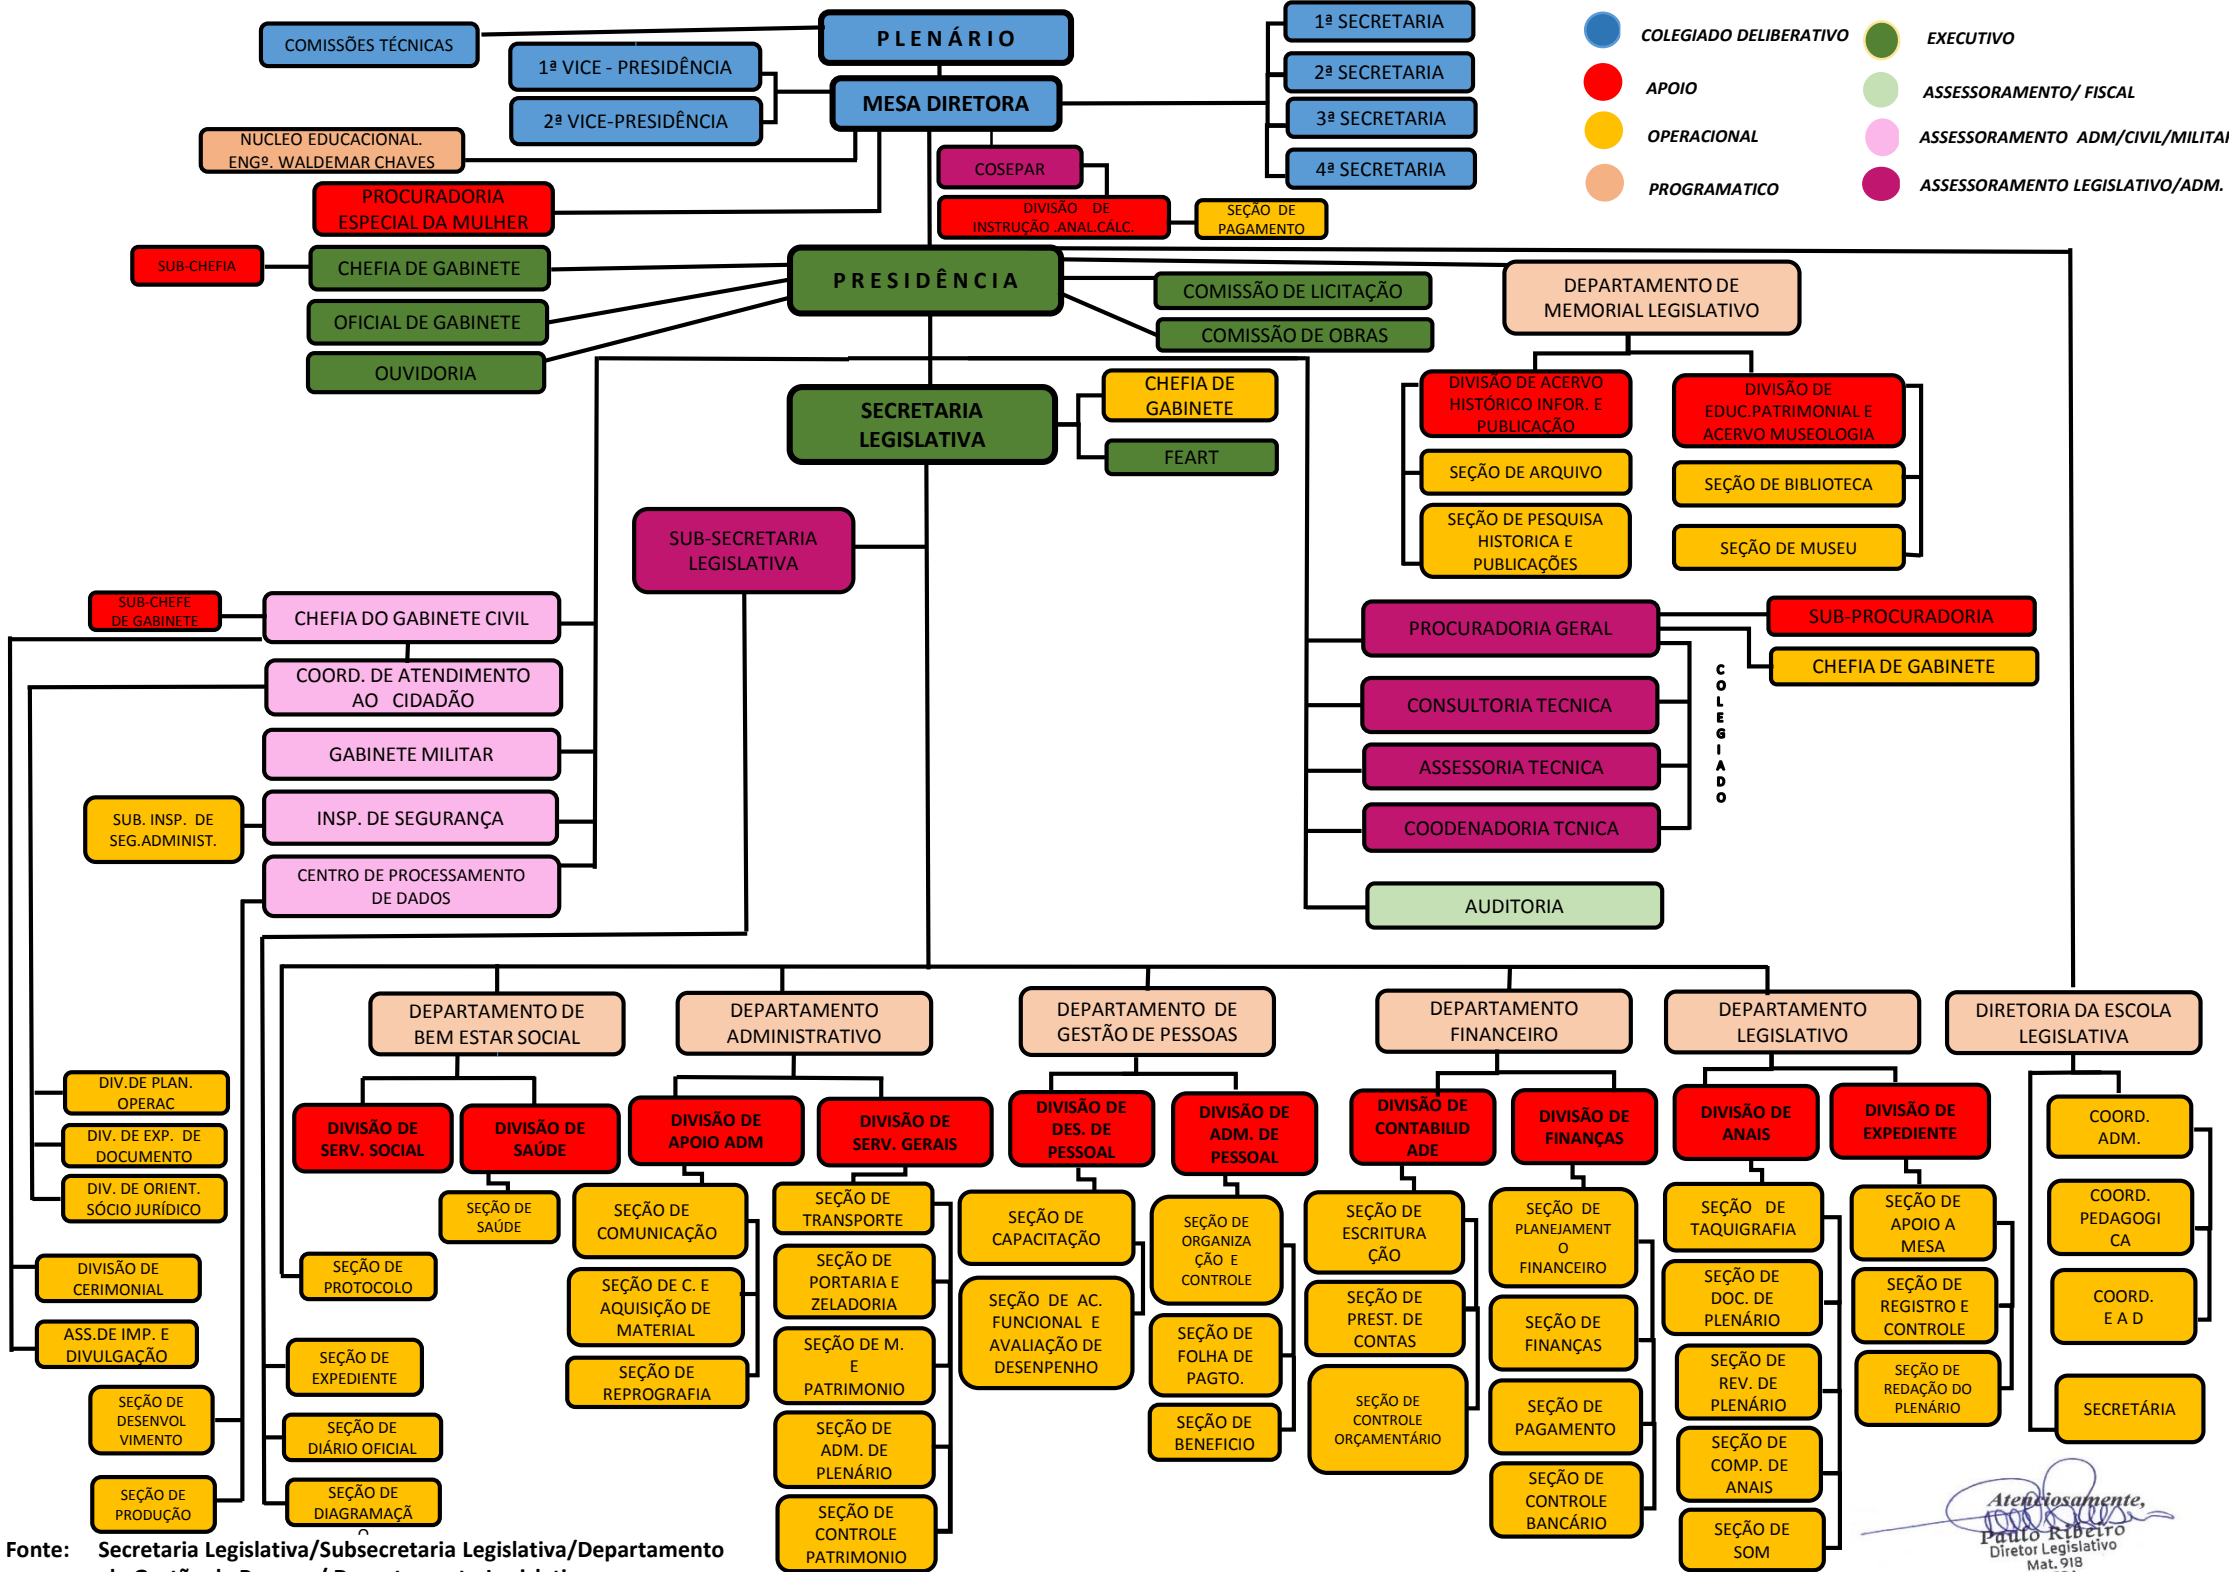 COMISSÕES TÉCNICAS
PLENÁRIO
1ª VICE - PRESIDÊNCIA
2ª VICE-PRESIDÊNCIA
MESA DIRETORA
1ª SECRETARIA
2ª SECRETARIA
3ª SECRETARIA
4ª SECRETARIA
COLEGIADO DELIBERATIVO
EXECUTIVO
APOIO
ASSESSORAMENTO/ FISCAL
OPERACIONAL
ASSESSORAMENTO ADM/CIVIL/MILITAR
PROGRAMATICO
ASSESSORAMENTO LEGISLATIVO/ADM.
NUCLEO EDUCACIONAL.
ENGº. WALDEMAR CHAVES
PROCURADORIA
ESPECIAL DA MULHER
COSEPAR
DIVISÃO DE
INSTRUÇÃO .ANAL.CÁLC.
SEÇÃO DE
PAGAMENTO
SUB-CHEFIA
CHEFIA DE GABINETE
OFICIAL DE GABINETE
OUVIDORIA
PRESIDÊNCIA
COMISSÃO DE LICITAÇÃO
COMISSÃO DE OBRAS
DEPARTAMENTO DE
MEMORIAL LEGISLATIVO
SECRETARIA
LEGISLATIVA
CHEFIA DE
GABINETE
FEART
DIVISÃO DE ACERVO
HISTÓRICO INFOR. E
PUBLICAÇÃO
SEÇÃO DE ARQUIVO
SEÇÃO DE PESQUISA
HISTORICA E
PUBLICAÇÕES
DIVISÃO DE
EDUC.PATRIMONIAL E
ACERVO MUSEOLOGIA
SEÇÃO DE BIBLIOTECA
SEÇÃO DE MUSEU
SUB-SECRETARIA
LEGISLATIVA
SUB-CHEFE
DE GABINETE
CHEFIA DO GABINETE CIVIL
COORD. DE ATENDIMENTO
AO CIDADÃO
GABINETE MILITAR
SUB. INSP. DE
SEG.ADMINIST.
INSP. DE SEGURANÇA
CENTRO DE PROCESSAMENTO
DE DADOS
PROCURADORIA GERAL
SUB-PROCURADORIA
CHEFIA DE GABINETE
CONSULTORIA TECNICA
ASSESSORIA TECNICA
COODENADORIA TCNICA
COLEGIADO
AUDITORIA
DEPARTAMENTO DE
BEM ESTAR SOCIAL
DEPARTAMENTO
ADMINISTRATIVO
DEPARTAMENTO DE
GESTÃO DE PESSOAS
DEPARTAMENTO
FINANCEIRO
DEPARTAMENTO
LEGISLATIVO
DIRETORIA DA ESCOLA
LEGISLATIVA
DIV.DE PLAN.
OPERAC
DIV. DE EXP. DE
DOCUMENTO
DIV. DE ORIENT.
SÓCIO JURÍDICO
DIVISÃO DE
CERIMONIAL
ASS.DE IMP. E
DIVULGAÇÃO
SEÇÃO DE
DESENVOL
VIMENTO
SEÇÃO DE
PRODUÇÃO
DIVISÃO DE
SERV. SOCIAL
DIVISÃO DE
SAÚDE
SEÇÃO DE
SAÚDE
SEÇÃO DE
PROTOCOLO
SEÇÃO DE
EXPEDIENTE
SEÇÃO DE
DIÁRIO OFICIAL
SEÇÃO DE
DIAGRAMAÇÃ
O
DIVISÃO DE
APOIO ADM
SEÇÃO DE
COMUNICAÇÃO
SEÇÃO DE C. E
AQUISIÇÃO DE
MATERIAL
SEÇÃO DE
REPROGRAFIA
DIVISÃO DE
SERV. GERAIS
SEÇÃO DE
TRANSPORTE
SEÇÃO DE
PORTARIA E
ZELADORIA
SEÇÃO DE M.
E
PATRIMONIO
SEÇÃO DE
ADM. DE
PLENÁRIO
SEÇÃO DE
CONTROLE
PATRIMONIO
DIVISÃO DE
DES. DE
PESSOAL
SEÇÃO DE
CAPACITAÇÃO
SEÇÃO DE AC.
FUNCIONAL E
AVALIAÇÃO DE
DESENPENHO
DIVISÃO DE
ADM. DE
PESSOAL
SEÇÃO DE
ORGANIZA
ÇÃO E
CONTROLE
SEÇÃO DE
FOLHA DE
PAGTO.
SEÇÃO DE
BENEFICIO
DIVISÃO DE
CONTABILID
ADE
SEÇÃO DE
ESCRITURA
ÇÃO
SEÇÃO DE
PREST. DE
CONTAS
SEÇÃO DE
CONTROLE
ORÇAMENTÁRIO
DIVISÃO DE
FINANÇAS
SEÇÃO DE
PLANEJAMENT
O
FINANCEIRO
SEÇÃO DE
FINANÇAS
SEÇÃO DE
PAGAMENTO
SEÇÃO DE
CONTROLE
BANCÁRIO
DIVISÃO DE
ANAIS
SEÇÃO DE
TAQUIGRAFIA
SEÇÃO DE
DOC. DE
PLENÁRIO
SEÇÃO DE
REV. DE
PLENÁRIO
SEÇÃO DE
COMP. DE
ANAIS
SEÇÃO DE
SOM
DIVISÃO DE
EXPEDIENTE
SEÇÃO DE
APOIO A
MESA
SEÇÃO DE
REGISTRO E
CONTROLE
SEÇÃO DE
REDAÇÃO DO
PLENÁRIO
COORD.
ADM.
COORD.
PEDAGOGI
CA
COORD.
E A D
SECRETÁRIA
Fonte: Secretaria Legislativa/Subsecretaria Legislativa/Departamento
Atenciosamente,
Paulo Ribeiro
Diretor Legislativo
Mat. 918